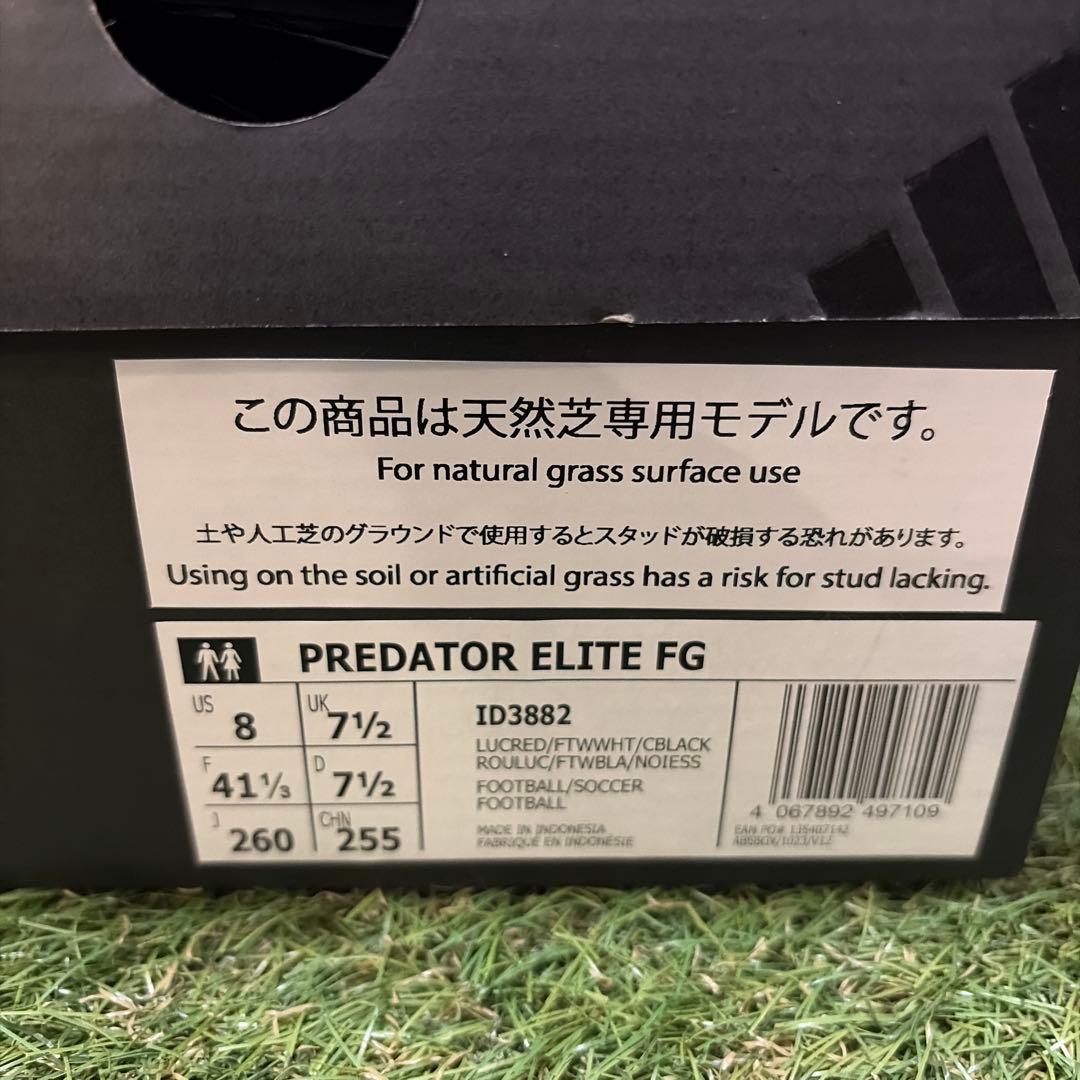 この商品は天然芝専用モデルです。
For natural grass surface use
土や人工芝のグラウンドで使用するとスタッドが破損する恐れがあります。
Using on the soil or artificial grass has a risk for stud lacking.
PREDATOR ELITE FG
US 8 UK 7½
F 41⅓ D 7½
J 260 CHN 255
ID3882
LUCRED/FTWWHT/CBLACK
ROULUC/FTWBLA/NOIESS
FOOTBALL/SOCCER
FOOTBALL
MADE IN INDONESIA
FABRIQUE EN INDONESIE
4 067892 497109
EAN PO#